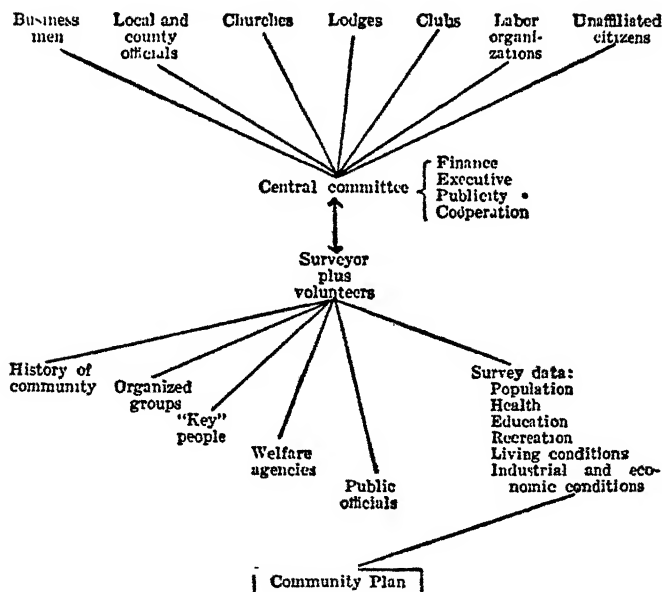 Business
men
Local and
county
officials
Churches
Lodges
Clubs
Labor
organi-
zations
Unaffiliated
citizens
Central committee
Finance
Executive
Publicity
Coöperation
Surveyor
plus
volunteers
History of
community
Organized
groups
"Key"
people
Welfare
agencies
Public
officials
Survey data:
Population
Health
Education
Recreation
Living conditions
Industrial and eco-
nomic conditions
Community Plan